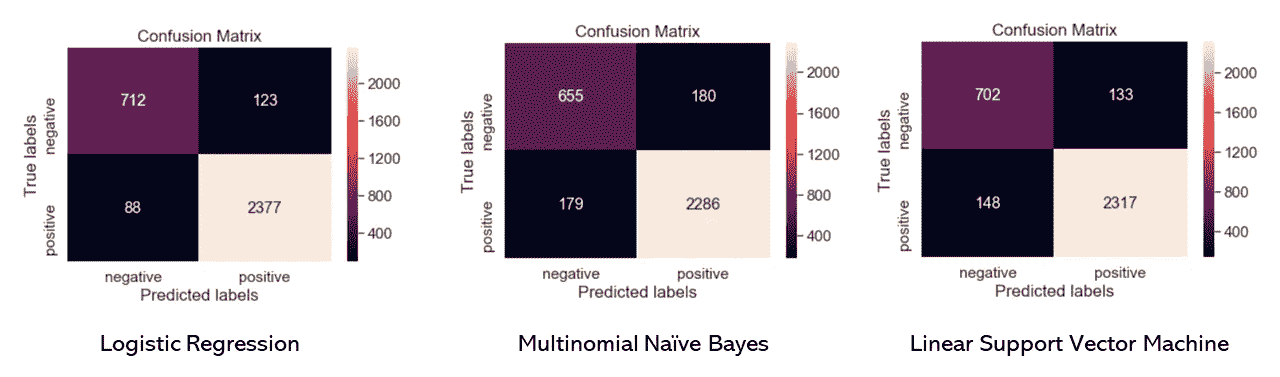 Confusion Matrix
True labels
negative
positive
712 123
88 2377
negative positive
Predicted labels
2000
1600
1200
800
400
Logistic Regression
Confusion Matrix
True labels
negative
positive
655 180
179 2286
negative positive
Predicted labels
2000
1600
1200
800
400
Multinomial Naïve Bayes
Confusion Matrix
True labels
negative
positive
702 133
148 2317
negative positive
Predicted labels
2000
1600
1200
800
400
Linear Support Vector Machine